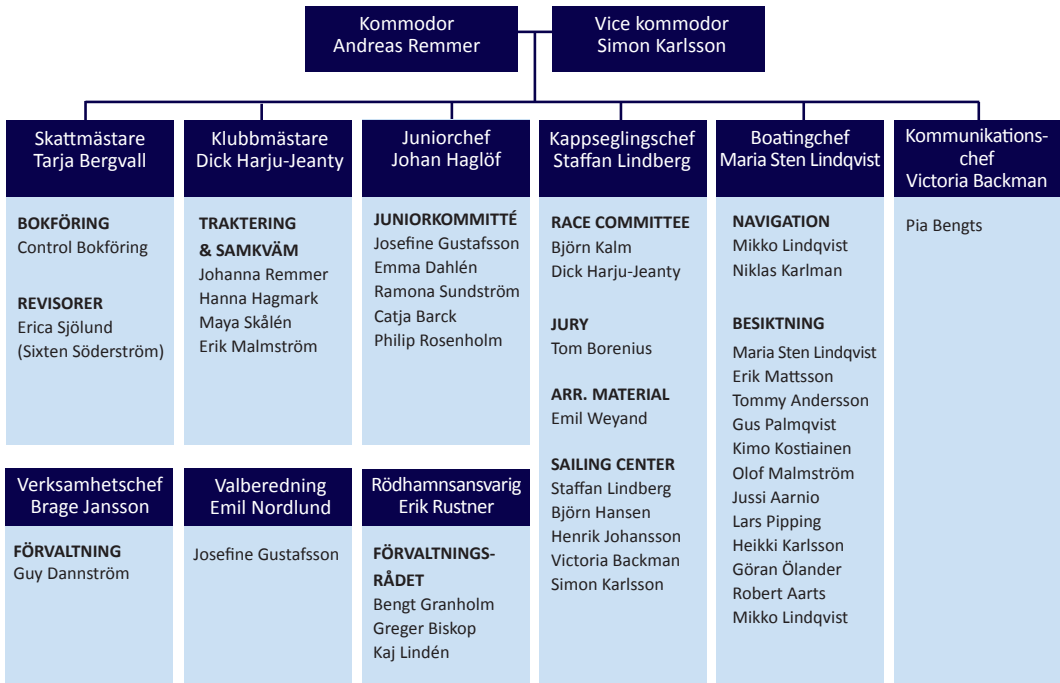 Kommodor
Andreas Remmer
Vice kommodor
Simon Karlsson
Skattmästare
Tarja Bergvall
BOKFÖRING
Control Bokföring
REVISORER
Erica Sjölund
(Sixten Söderström)
Klubbmästare
Dick Harju-Jeanty
TRAKTERING
& SAMKVÄM
Johanna Remmer
Hanna Hagmark
Maya Skålén
Erik Malmström
Juniorchef
Johan Haglöf
JUNIORKOMMITTÉ
Josefine Gustafsson
Emma Dahlén
Ramona Sundström
Catja Barck
Philip Rosenholm
Kappseglingschef
Staffan Lindberg
RACE COMMITTEE
Björn Kalm
Dick Harju-Jeanty
JURY
Tom Borenius
ARR. MATERIAL
Emil Weyand
SAILING CENTER
Staffan Lindberg
Björn Hansen
Henrik Johansson
Victoria Backman
Simon Karlsson
Boatingchef
Maria Sten Lindqvist
NAVIGATION
Mikko Lindqvist
Niklas Karlman
BESIKTNING
Maria Sten Lindqvist
Erik Mattsson
Tommy Andersson
Gus Palmqvist
Kimo Kostiainen
Olof Malmström
Jussi Aarnio
Lars Pipping
Heikki Karlsson
Göran Ölander
Robert Aarts
Mikko Lindqvist
Kommunikations-
chef
Victoria Backman
Pia Bengts
Verksamhetschef
Brage Jansson
FÖRVALTNING
Guy Dannström
Valberedning
Emil Nordlund
Josefine Gustafsson
Rödhamnsansvarig
Erik Rustner
FÖRVALTNINGS-
RÅDET
Bengt Granholm
Greger Biskop
Kaj Lindén